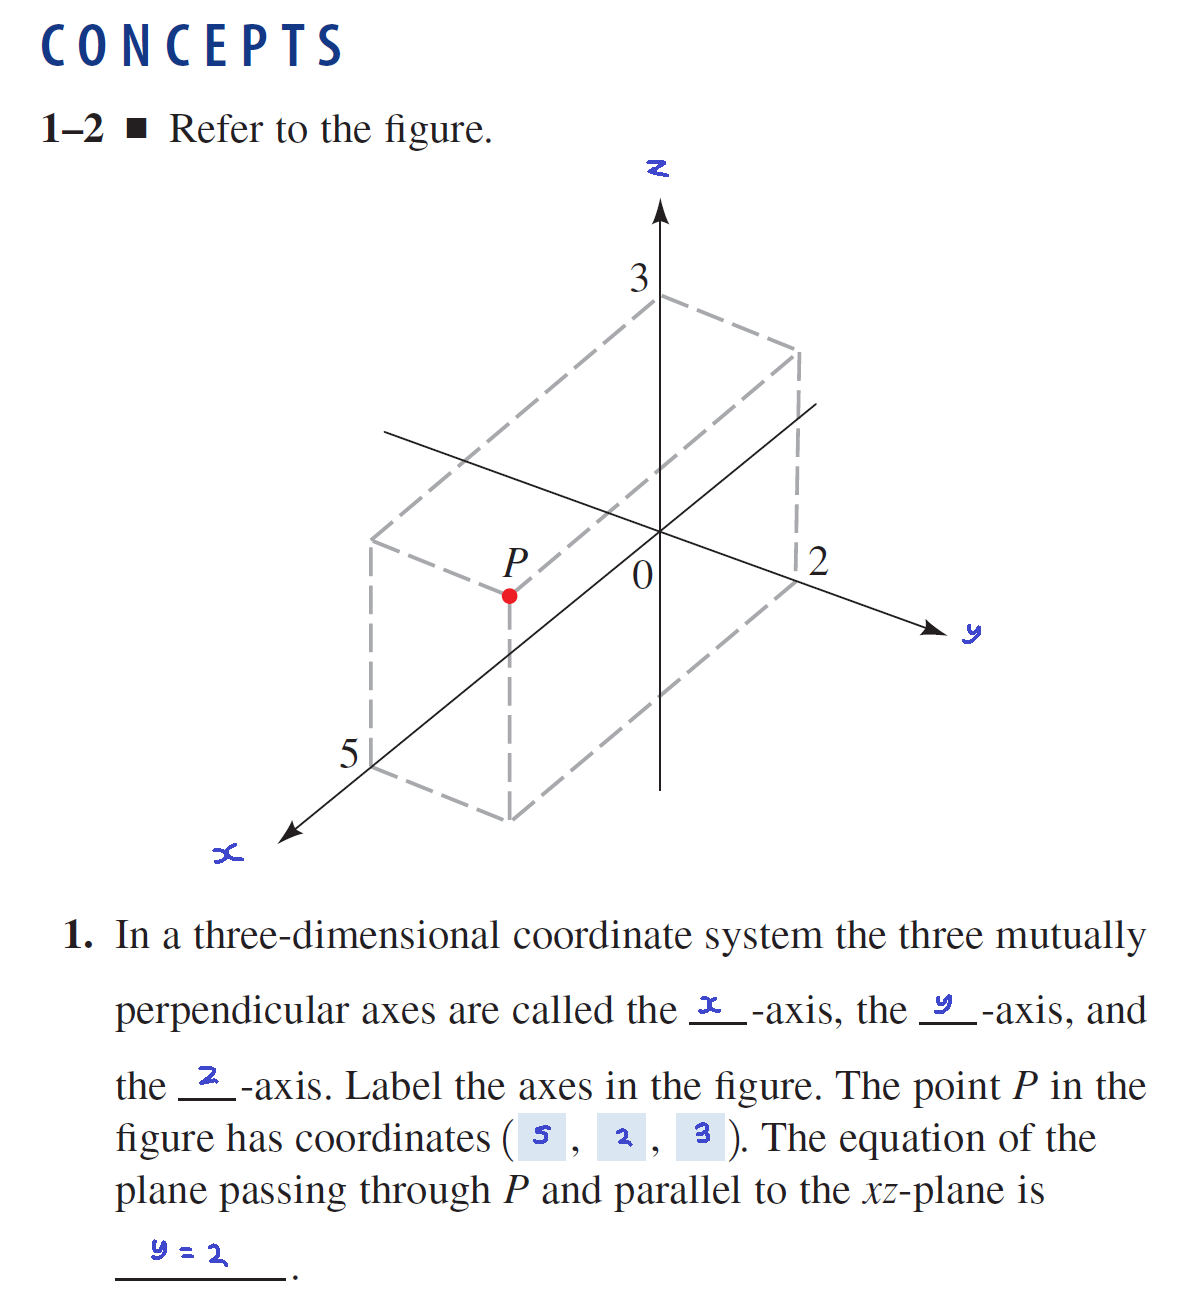 CONCEPTS
1–2 ■ Refer to the figure.
z
3
P
0
2
y
5
x
1. In a three-dimensional coordinate system the three mutually
perpendicular axes are called the x-axis, the y-axis, and
the z-axis. Label the axes in the figure. The point P in the
figure has coordinates (5, 2, 3). The equation of the
plane passing through P and parallel to the xz-plane is
y = 2.